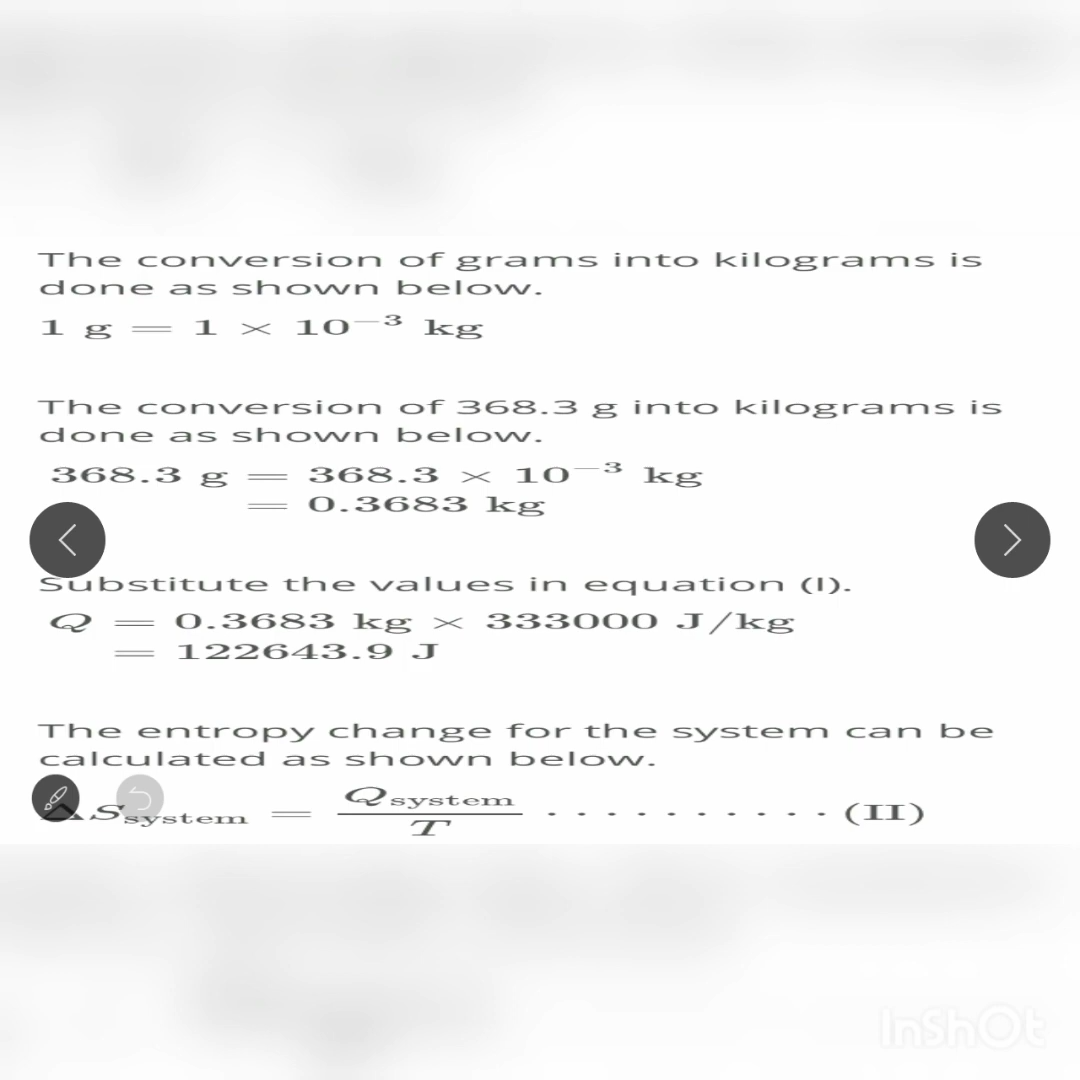 The conversion of grams into kilograms is
done as shown below.
1 g = 1 × 10⁻³ kg
The conversion of 368.3 g into kilograms is
done as shown below.
368.3 g = 368.3 × 10⁻³ kg
= 0.3683 kg
Substitute the values in equation (I).
Q = 0.3683 kg × 333000 J/kg
= 122643.9 J
The entropy change for the system can be
calculated as shown below.
ΔS_system = Q_system / T . . . . . . . . . . (II)
InShOt